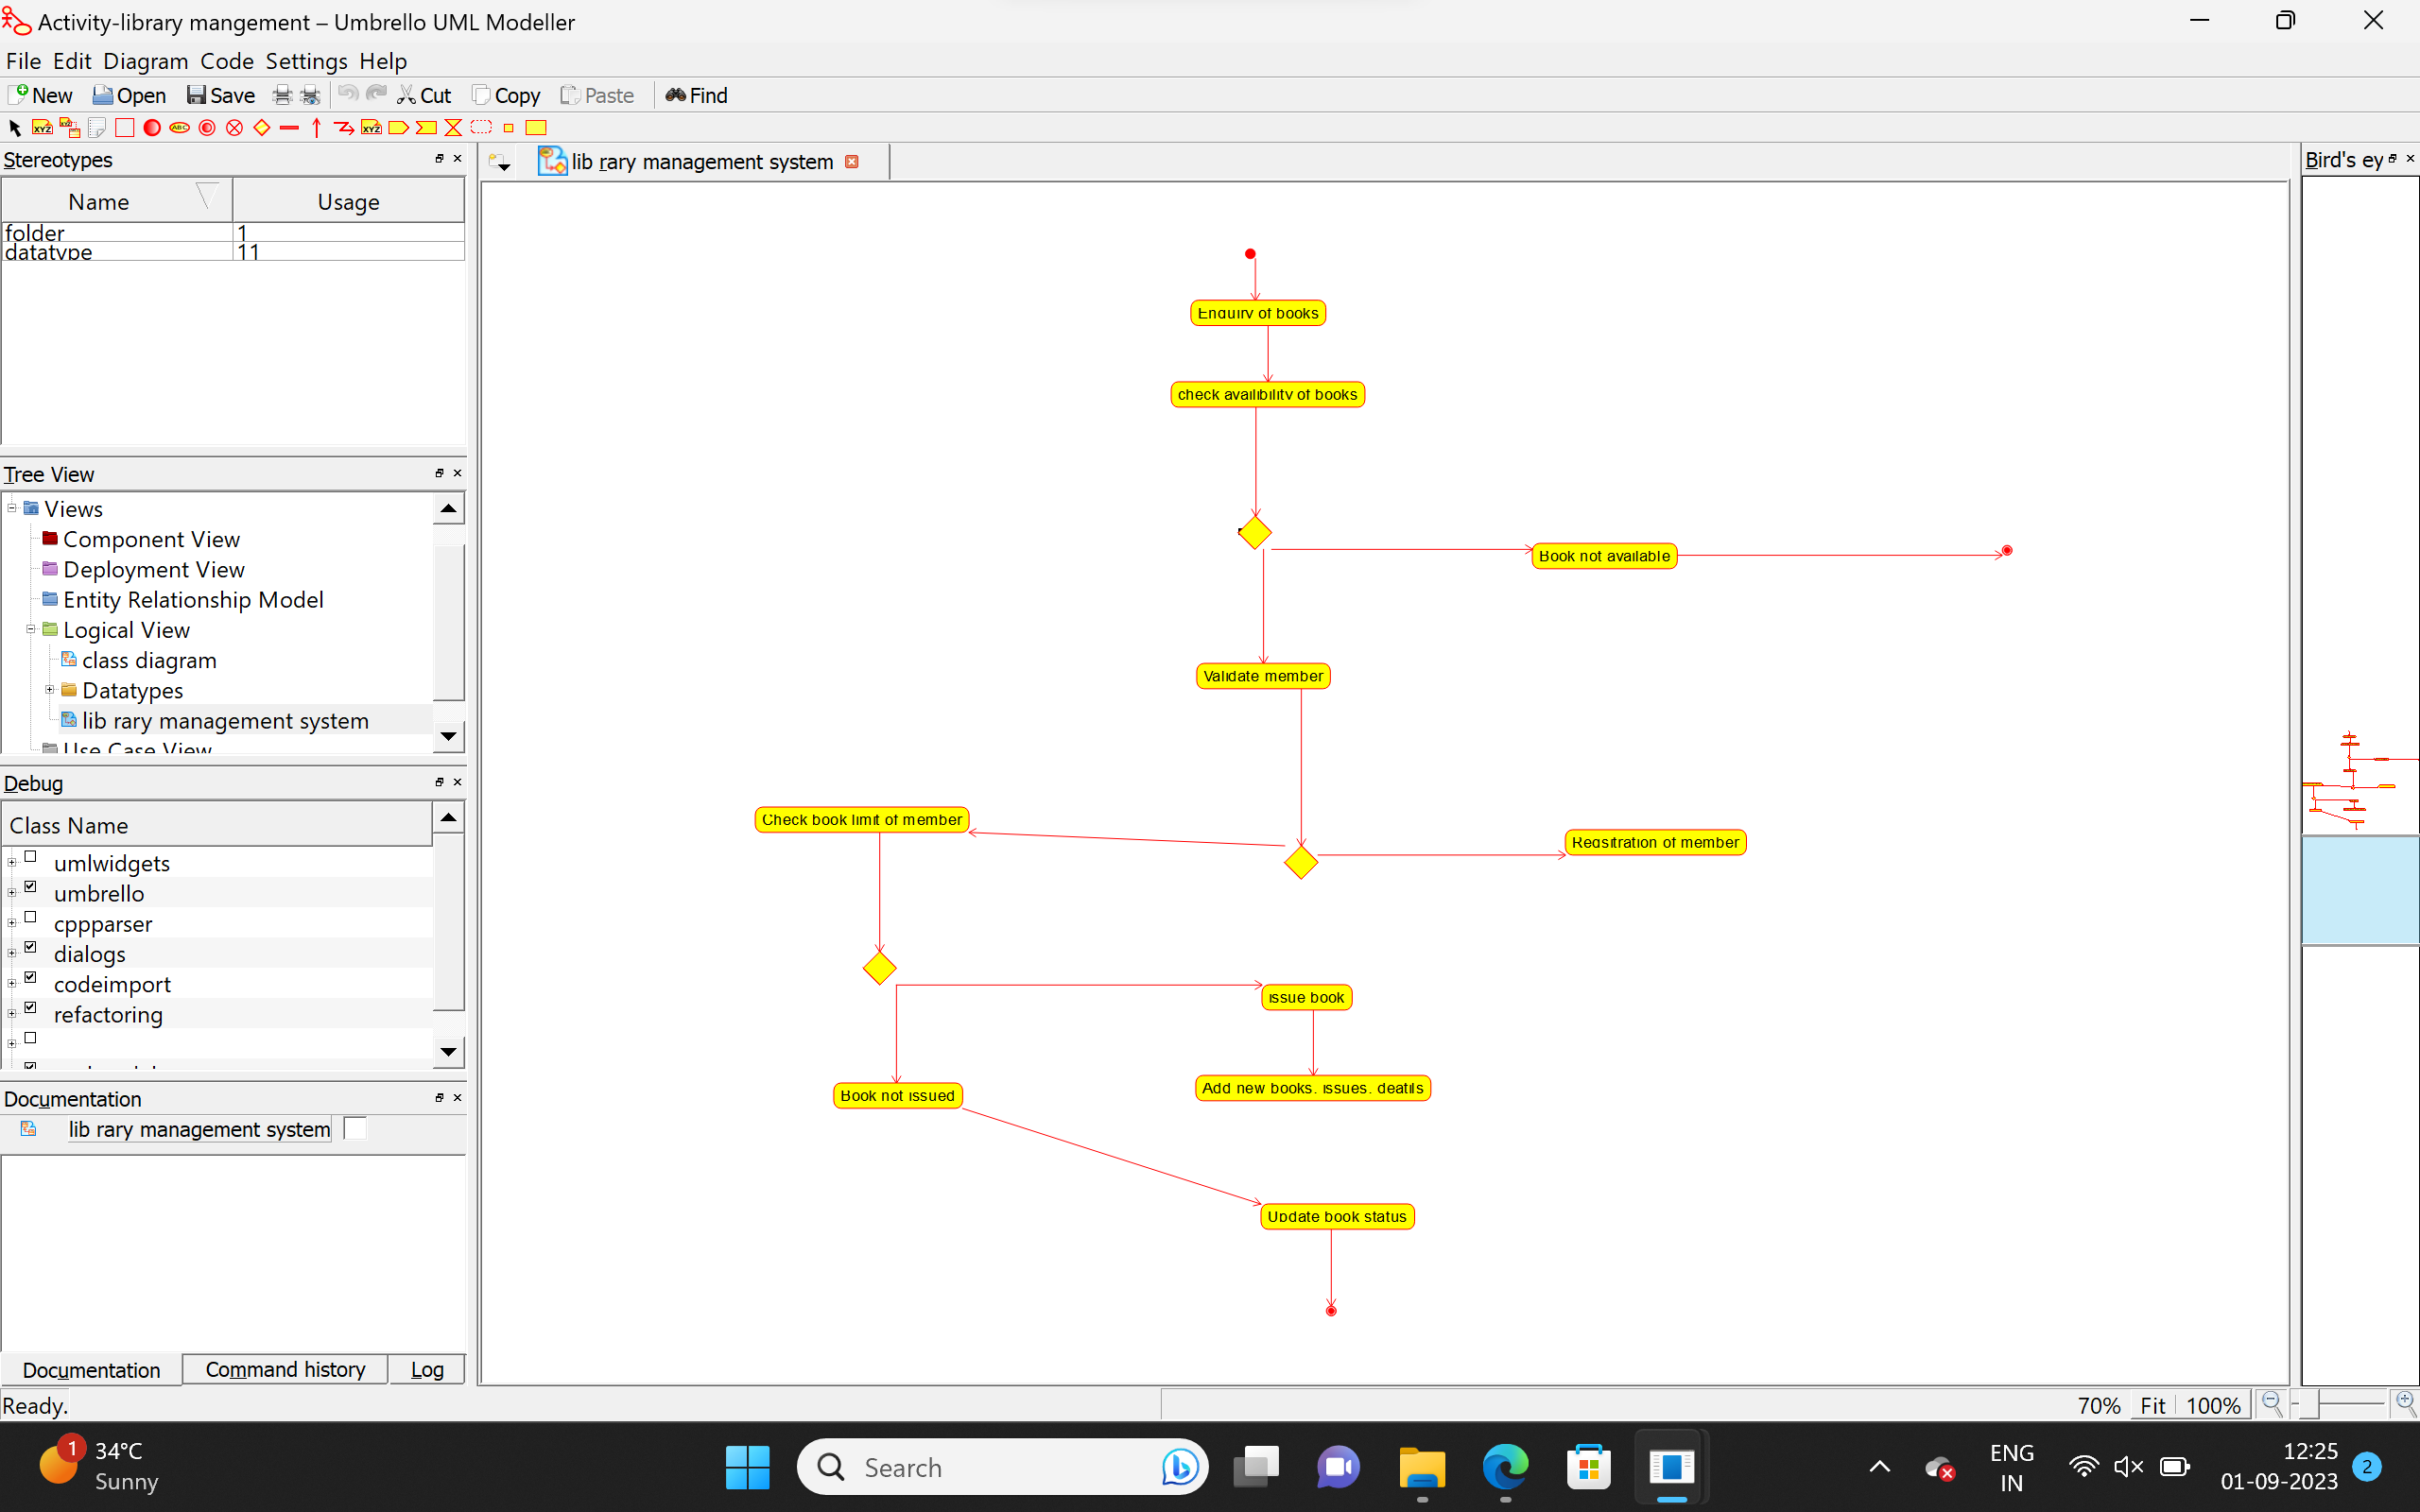 Activity-library mangement – Umbrello UML Modeller
File Edit Diagram Code Settings Help
New Open Save Cut Copy Paste Find
Stereotypes
Name Usage
folder 1
datatype 11
Tree View
Views
Component View
Deployment View
Entity Relationship Model
Logical View
class diagram
Datatypes
lib rary management system
Use Case View
Debug
Class Name
umlwidgets
umbrello
cppparser
dialogs
codeimport
refactoring
Documentation
lib rary management system
Documentation Command history Log
Ready.
lib rary management system
Enquiry of books
check availibility of books
Book not available
Validate member
Check book limit of member
Regsitration of member
issue book
Book not issued
Add new books, issues, deatils
Update book status
Bird's ey
70% Fit 100%
1 34°C
Sunny
Search
ENG
IN
12:25
01-09-2023
2